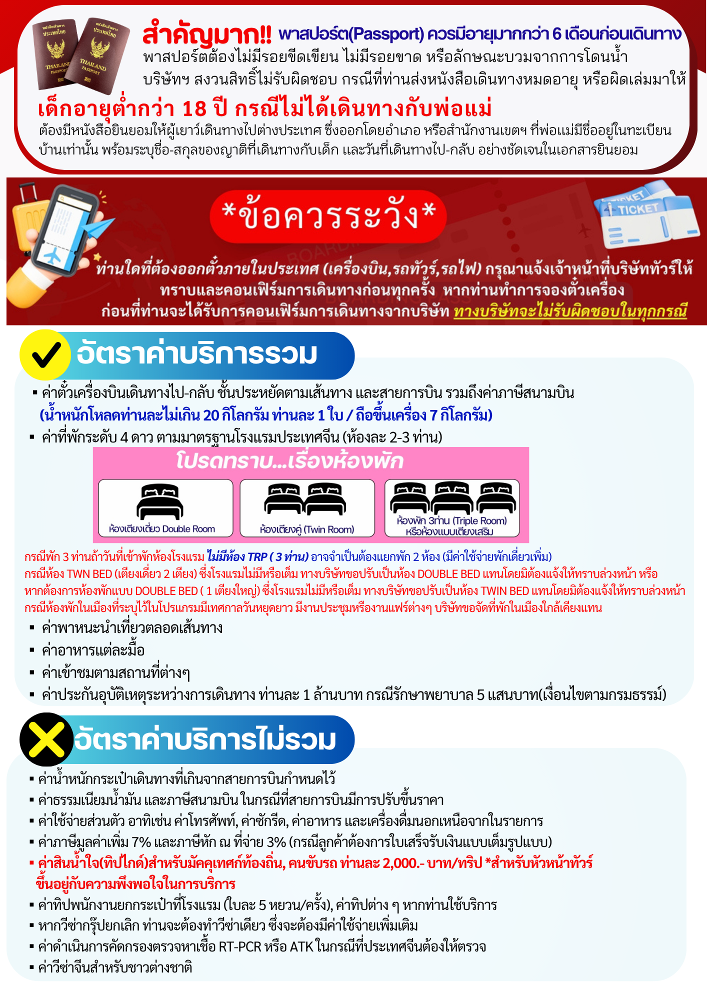 หนังสือเดินทาง
ประเทศไทย
THAILAND
PASSPORT
หนังสือเดินทาง
ประเทศไทย
THAILAND
PASSPORT
สำคัญมาก!! พาสปอร์ต(Passport) ควรมีอายุมากกว่า 6 เดือนก่อนเดินทาง
พาสปอร์ตต้องไม่มีรอยขีดเขียน ไม่มีรอยขาด หรือลักษณะบวมจากการโดนน้ำ
บริษัทฯ สงวนสิทธิ์ไม่รับผิดชอบ กรณีที่ท่านส่งหนังสือเดินทางหมดอายุ หรือผิดเล่มมาให้
เด็กอายุต่ำกว่า 18 ปี กรณีไม่ได้เดินทางกับพ่อแม่
ต้องมีหนังสือยินยอมให้ผู้เยาว์เดินทางไปต่างประเทศ ซึ่งออกโดยอำเภอ หรือสำนักงานเขตฯ ที่พ่อแม่มีชื่ออยู่ในทะเบียน
บ้านเท่านั้น พร้อมระบุชื่อ-สกุลของญาติที่เดินทางกับเด็ก และวันที่เดินทางไป-กลับ อย่างชัดเจนในเอกสารยินยอม
*ข้อควรระวัง*
TICKET
TICKET
ท่านใดที่ต้องออกตั๋วภายในประเทศ (เครื่องบิน,รถทัวร์,รถไฟ) กรุณาแจ้งเจ้าหน้าที่บริษัททัวร์ให้
ทราบและคอนเฟิร์มการเดินทางก่อนทุกครั้ง หากท่านทำการจองตั๋วเครื่อง
BOARDING PASS
ก่อนที่ท่านจะได้รับการคอนเฟิร์มการเดินทางจากบริษัท ทางบริษัทจะไม่รับผิดชอบในทุกกรณี
อัตราค่าบริการรวม
▪ ค่าตั๋วเครื่องบินเดินทางไป-กลับ ชั้นประหยัดตามเส้นทาง และสายการบิน รวมถึงค่าภาษีสนามบิน
(น้ำหนักโหลดท่านละไม่เกิน 20 กิโลกรัม ท่านละ 1 ใบ / ถือขึ้นเครื่อง 7 กิโลกรัม)
▪ ค่าที่พักระดับ 4 ดาว ตามมาตรฐานโรงแรมประเทศจีน (ห้องละ 2-3 ท่าน)
โปรดทราบ...เรื่องห้องพัก
ห้องเตียงเดี่ยว Double Room
ห้องเตียงคู่ (Twin Room)
ห้องพัก 3ท่าน (Triple Room)
หรือห้องแบบเตียงเสริม
กรณีพัก 3 ท่านถ้าวันที่เข้าพักห้องโรงแรม ไม่มีห้อง TRP ( 3 ท่าน) อาจจำเป็นต้องแยกพัก 2 ห้อง (มีค่าใช้จ่ายพักเดี่ยวเพิ่ม)
กรณีห้อง TWN BED (เตียงเดี่ยว 2 เตียง) ซึ่งโรงแรมไม่มีหรือเต็ม ทางบริษัทขอปรับเป็นห้อง DOUBLE BED แทนโดยมิต้องแจ้งให้ทราบล่วงหน้า หรือ
หากต้องการห้องพักแบบ DOUBLE BED ( 1 เตียงใหญ่) ซึ่งโรงแรมไม่มีหรือเต็ม ทางบริษัทขอปรับเป็นห้อง TWIN BED แทนโดยมิต้องแจ้งให้ทราบล่วงหน้า
กรณีห้องพักในเมืองที่ระบุไว้ในโปรแกรมมีเทศกาลวันหยุดยาว มีงานประชุมหรืองานแฟร์ต่างๆ บริษัทขอจัดที่พักในเมืองใกล้เคียงแทน
▪ ค่าพาหนะนำเที่ยวตลอดเส้นทาง
▪ ค่าอาหารแต่ละมื้อ
▪ ค่าเข้าชมตามสถานที่ต่างๆ
▪ ค่าประกันอุบัติเหตุระหว่างการเดินทาง ท่านละ 1 ล้านบาท กรณีรักษาพยาบาล 5 แสนบาท(เงื่อนไขตามกรมธรรม์)
อัตราค่าบริการไม่รวม
▪ ค่าน้ำหนักกระเป๋าเดินทางที่เกินจากสายการบินกำหนดไว้
▪ ค่าธรรมเนียมน้ำมัน และภาษีสนามบิน ในกรณีที่สายการบินมีการปรับขึ้นราคา
▪ ค่าใช้จ่ายส่วนตัว อาทิเช่น ค่าโทรศัพท์, ค่าซักรีด, ค่าอาหาร และเครื่องดื่มนอกเหนือจากในรายการ
▪ ค่าภาษีมูลค่าเพิ่ม 7% และภาษีหัก ณ ที่จ่าย 3% (กรณีลูกค้าต้องการใบเสร็จรับเงินแบบเต็มรูปแบบ)
▪ ค่าสินน้ำใจ(ทิปไกด์)สำหรับมัคคุเทศก์ท้องถิ่น, คนขับรถ ท่านละ 2,000.- บาท/ทริป *สำหรับหัวหน้าทัวร์
ขึ้นอยู่กับความพึงพอใจในการบริการ
▪ ค่าทิปพนักงานยกกระเป๋าที่โรงแรม (ใบละ 5 หยวน/ครั้ง), ค่าทิปต่าง ๆ หากท่านใช้บริการ
▪ หากวีซ่ากรุ๊ปยกเลิก ท่านจะต้องทำวีซ่าเดียว ซึ่งจะต้องมีค่าใช้จ่ายเพิ่มเติม
▪ ค่าดำเนินการคัดกรองตรวจหาเชื้อ RT-PCR หรือ ATK ในกรณีที่ประเทศจีนต้องให้ตรวจ
▪ ค่าวีซ่าจีนสำหรับชาวต่างชาติ